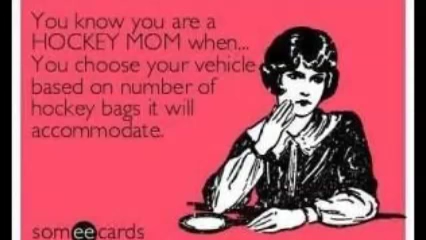 You know you are a
HOCKEY MOM when...
You choose your vehicle
based on number of
hockey bags it will
accommodate.
someecards